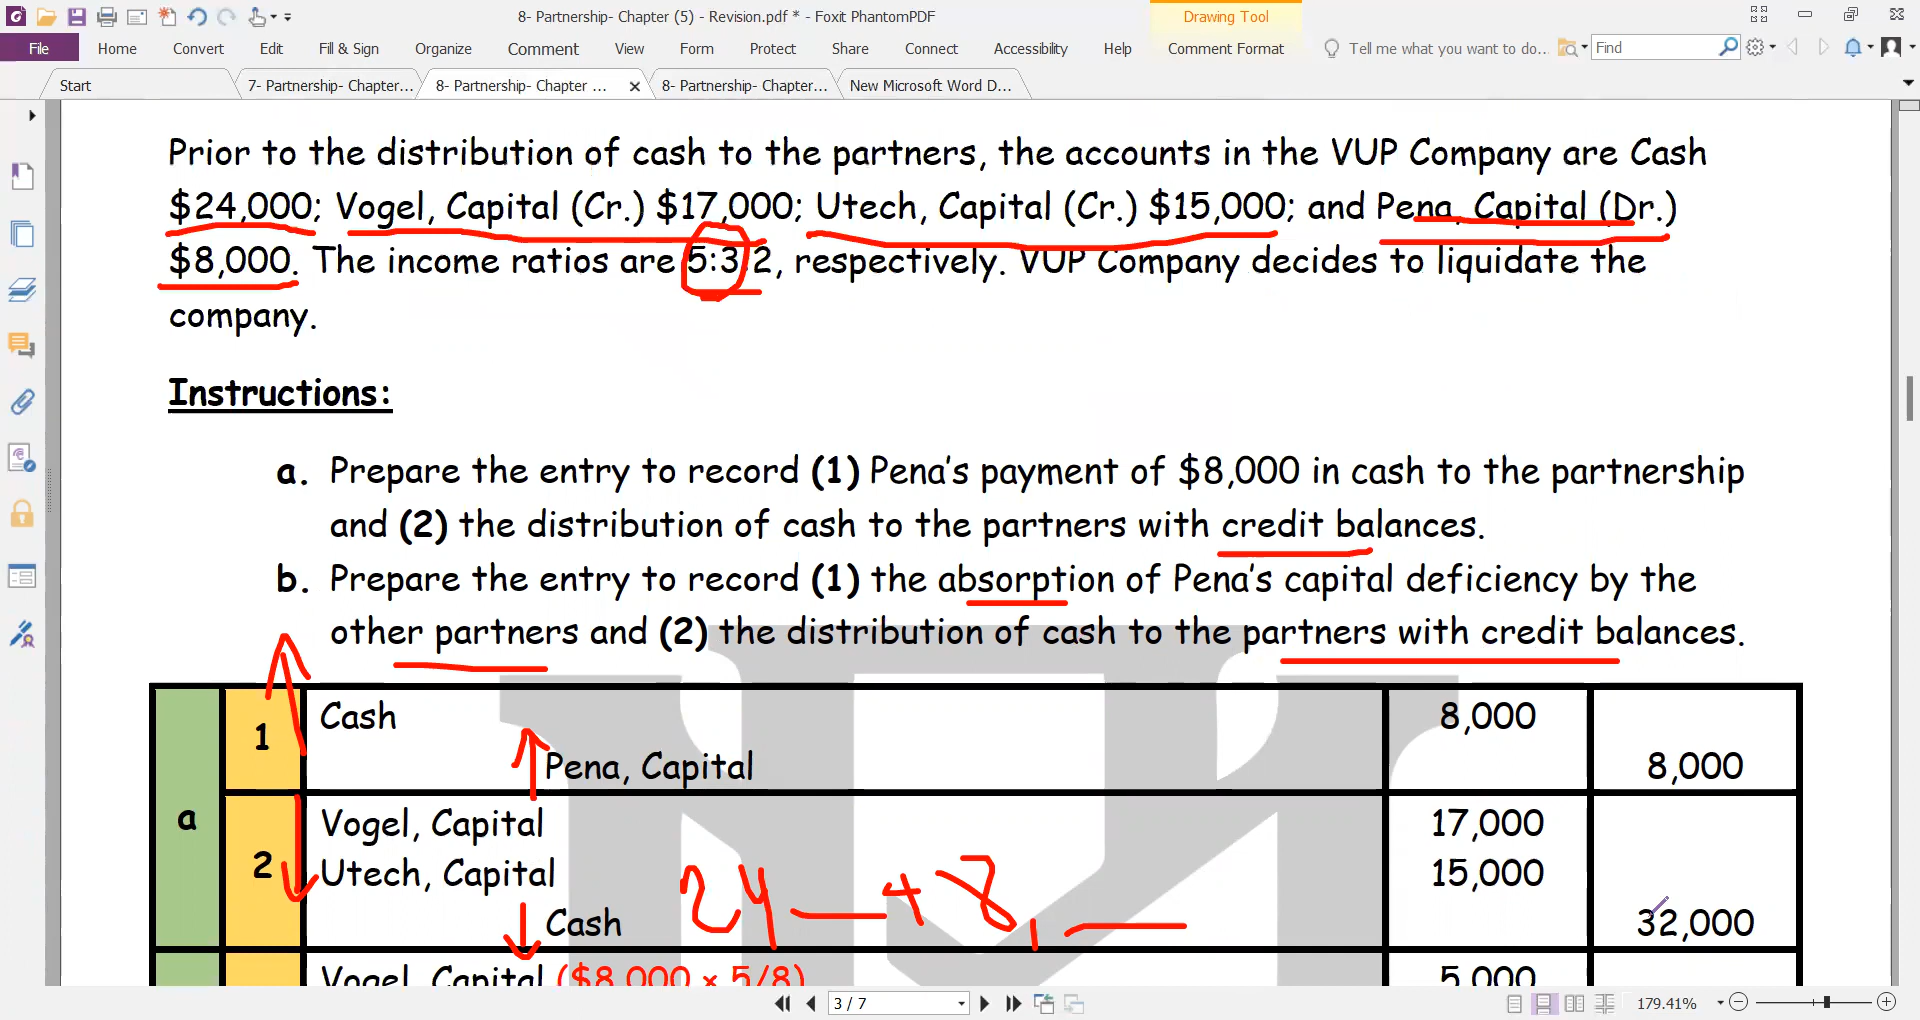 8- Partnership- Chapter (5) - Revision.pdf * - Foxit PhantomPDF
Drawing Tool
File Home Convert Edit Fill & Sign Organize Comment View Form Protect Share Connect Accessibility Help Comment Format Tell me what you want to do... Find
Start 7- Partnership- Chapter... 8- Partnership- Chapter ... 8- Partnership- Chapter... New Microsoft Word D...
Prior to the distribution of cash to the partners, the accounts in the VUP Company are Cash
$24,000; Vogel, Capital (Cr.) $17,000; Utech, Capital (Cr.) $15,000; and Pena, Capital (Dr.)
$8,000. The income ratios are 5:3:2, respectively. VUP Company decides to liquidate the
company.
Instructions:
a. Prepare the entry to record (1) Pena's payment of $8,000 in cash to the partnership
and (2) the distribution of cash to the partners with credit balances.
b. Prepare the entry to record (1) the absorption of Pena's capital deficiency by the
other partners and (2) the distribution of cash to the partners with credit balances.
a
1
Cash 8,000
Pena, Capital 8,000
2
Vogel, Capital 17,000
Utech, Capital 15,000
Cash 32,000
24 + 8,
Vogel, Capital ($8,000 x 5/8) 5,000
3 / 7
179.41%